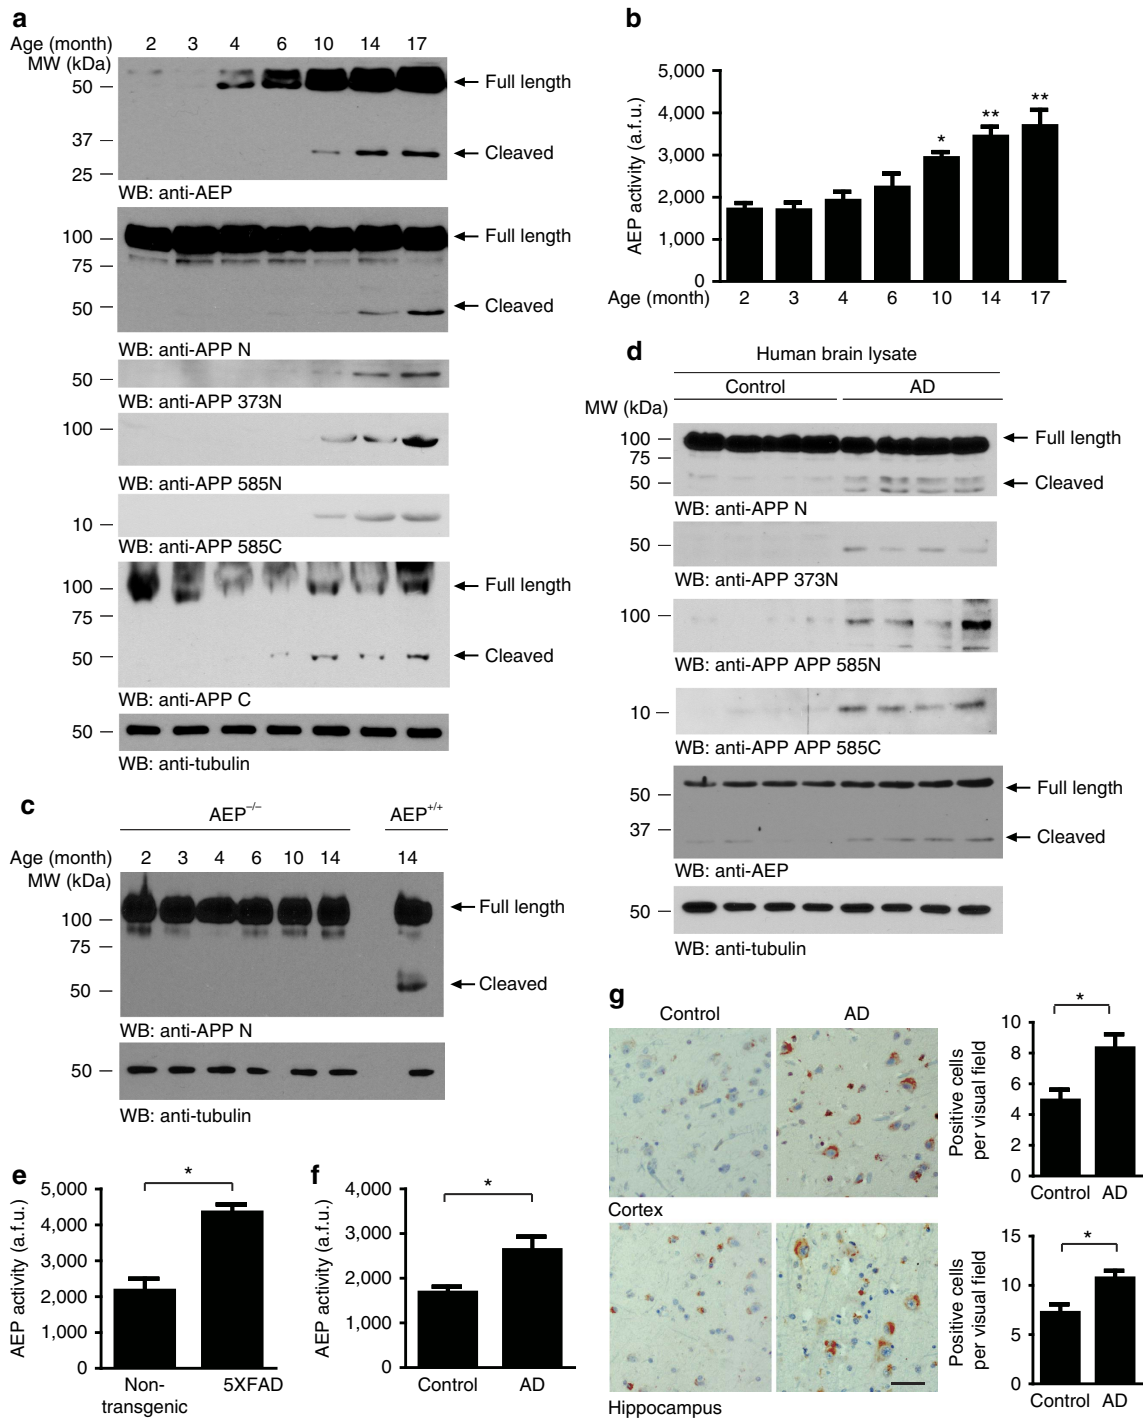 a
Age (month) 2 3 4 6 10 14 17
MW (kDa)
50
Full length
37
Cleaved
25
WB: anti-AEP
100
Full length
75
50
Cleaved
WB: anti-APP N
50
WB: anti-APP 373N
100
WB: anti-APP 585N
10
WB: anti-APP 585C
100
Full length
75
50
Cleaved
WB: anti-APP C
50
WB: anti-tubulin
b
AEP activity (a.f.u.)
5,000
4,000
3,000
2,000
1,000
0
* ** **
Age (month) 2 3 4 6 10 14 17
c
AEP–/– AEP+/+
Age (month) 2 3 4 6 10 14 14
MW (kDa)
100
Full length
75
50
Cleaved
WB: anti-APP N
50
WB: anti-tubulin
d
Human brain lysate
Control AD
MW (kDa)
100
Full length
75
50
Cleaved
WB: anti-APP N
50
WB: anti-APP 373N
100
WB: anti-APP APP 585N
10
WB: anti-APP APP 585C
50
Full length
37
Cleaved
WB: anti-AEP
50
WB: anti-tubulin
e
AEP activity (a.f.u.)
5,000
4,000
3,000
2,000
1,000
0
*
Non-
transgenic
5XFAD
f
AEP activity (a.f.u.)
4,000
3,000
2,000
1,000
0
*
Control AD
g
Control AD
Cortex
Hippocampus
Positive cells
per visual field
10
8
6
4
2
0
*
Control AD
Positive cells
per visual field
15
10
5
0
*
Control AD